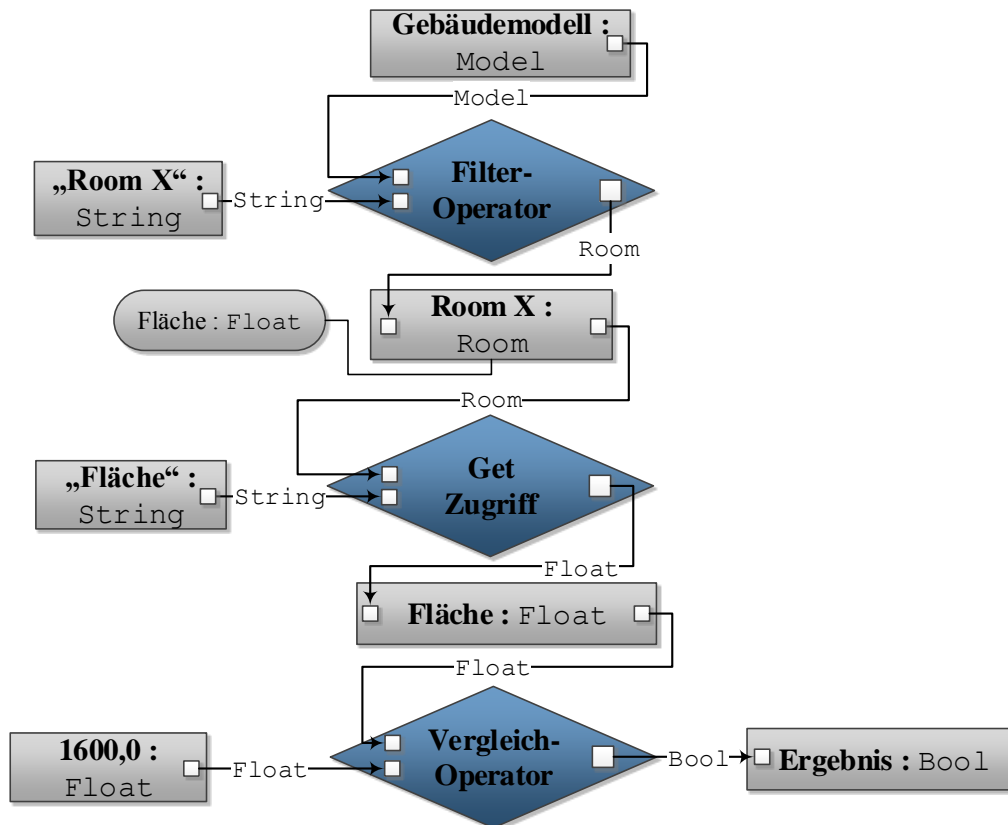 Gebäudemodell :
Model
Model
„Room X“ :
String
String
Filter-
Operator
Room
Fläche : Float
Room X :
Room
Room
„Fläche“ :
String
String
Get
Zugriff
Float
Fläche : Float
Float
1600,0 :
Float
Float
Vergleich-
Operator
Bool
Ergebnis : Bool